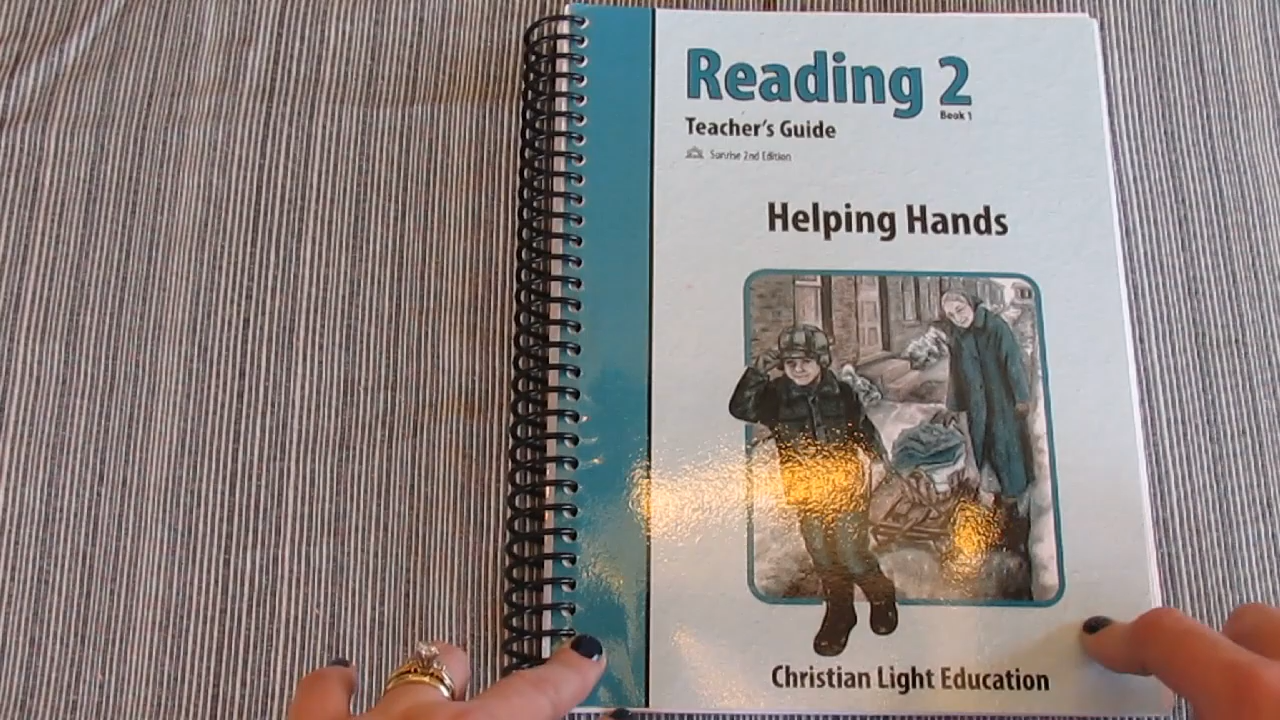 Reading 2
Book 1
Teacher's Guide
Sunrise 2nd Edition
Helping Hands
Christian Light Education